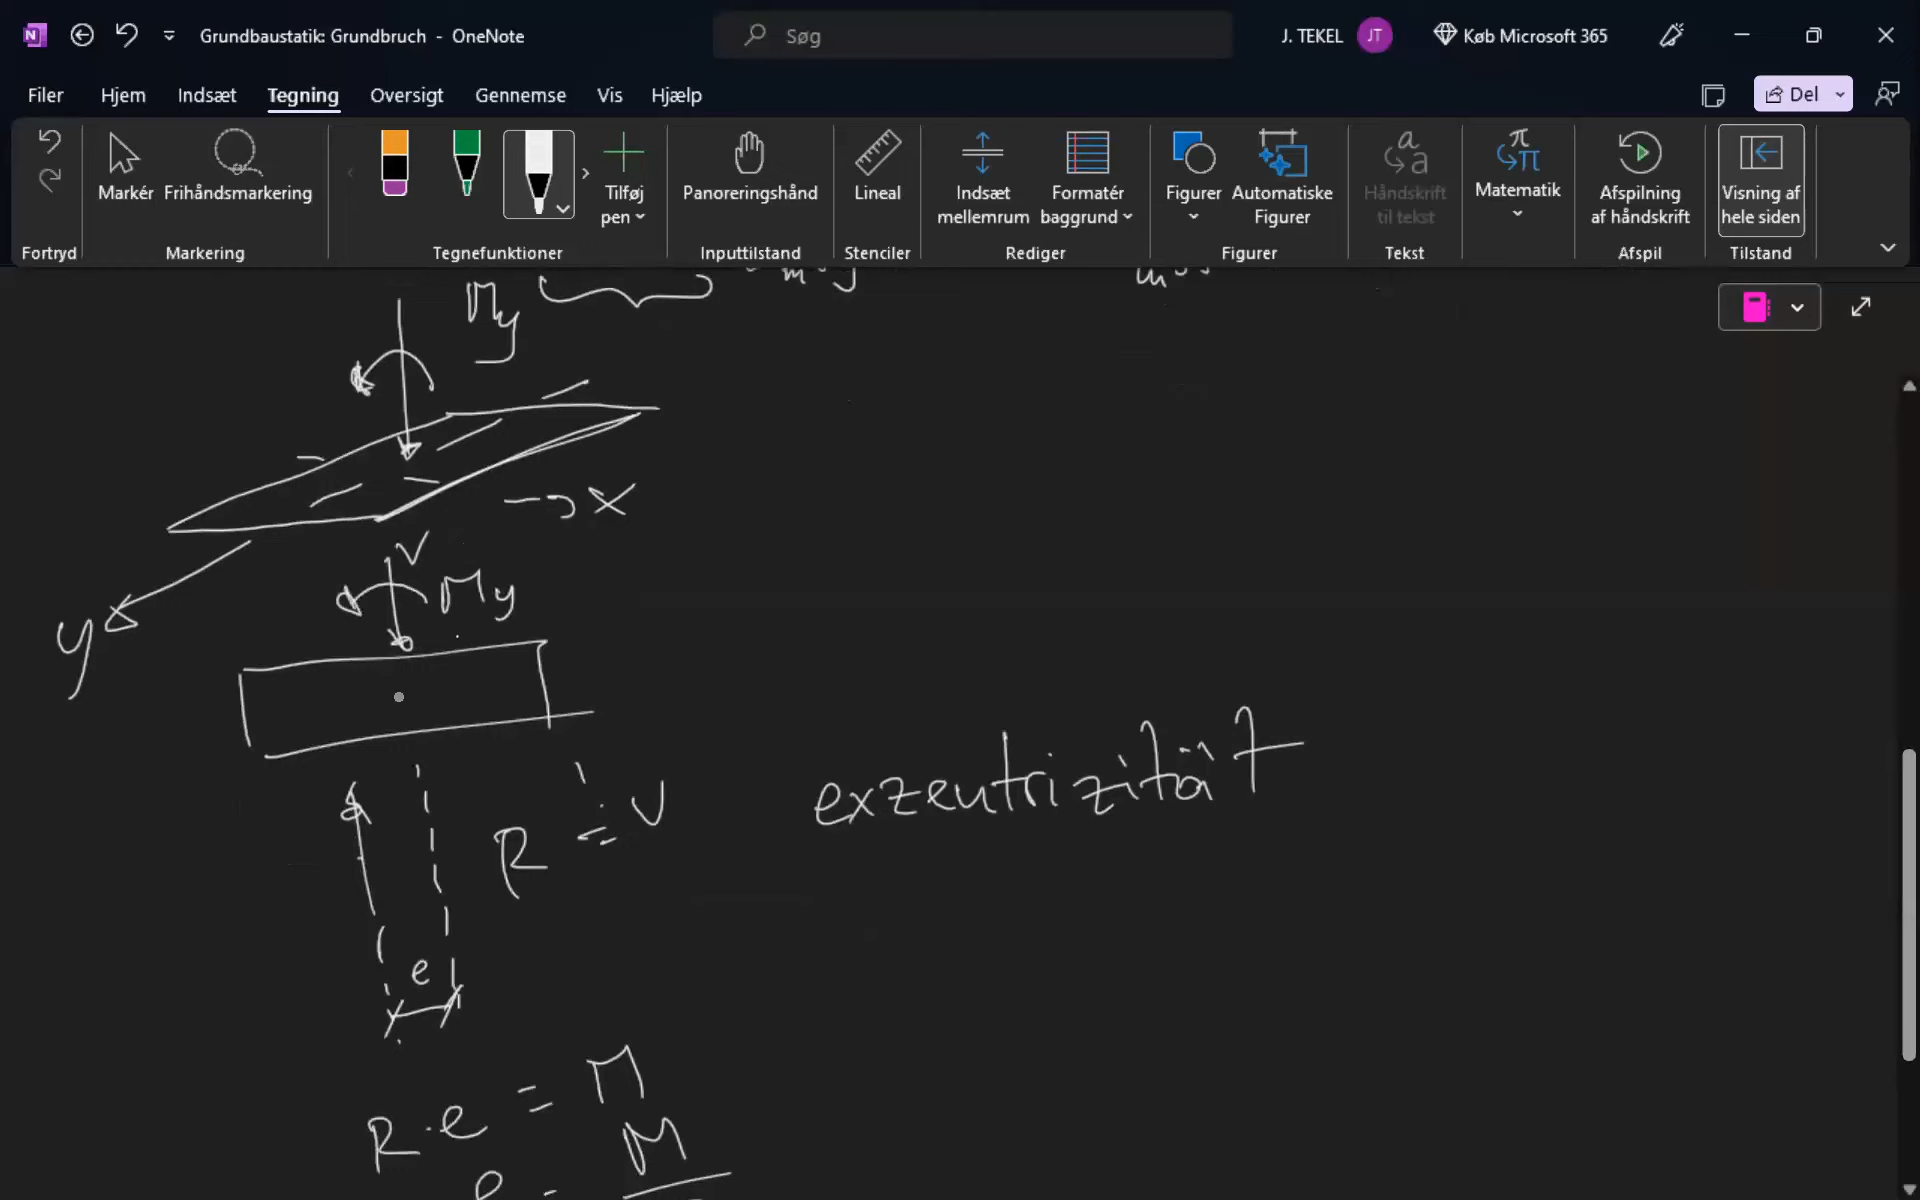 Grundbaustatik: Grundbruch - OneNote
Søg
J. TEKEL
JT
Køb Microsoft 365
Filer
Hjem
Indsæt
Tegning
Oversigt
Gennemse
Vis
Hjælp
Del
Markér
Frihåndsmarkering
Tilføj
pen
Panoreringshånd
Lineal
Indsæt
mellemrum
Formatér
baggrund
Figurer
Automatiske
Figurer
Håndskrift
til tekst
Matematik
Afspilning
af håndskrift
Visning af
hele siden
Fortryd
Markering
Tegnefunktioner
Inputtilstand
Stenciler
Rediger
Figurer
Tekst
Afspil
Tilstand
My
→ x
V
My
y
exzentrizität
R = V
e
R · e = M
e = M